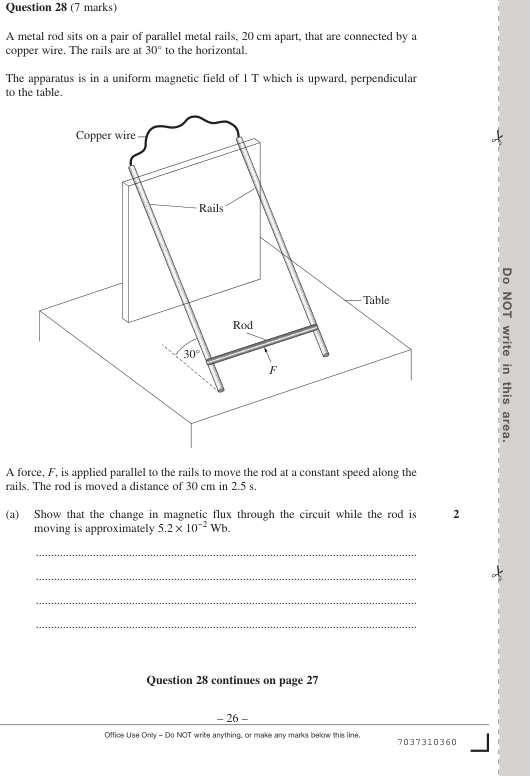 Question 28 (7 marks)
A metal rod sits on a pair of parallel metal rails, 20 cm apart, that are connected by a
copper wire. The rails are at 30° to the horizontal.
The apparatus is in a uniform magnetic field of 1 T which is upward, perpendicular
to the table.
Copper wire
Rails
Table
Rod
30°
F
A force, F, is applied parallel to the rails to move the rod at a constant speed along the
rails. The rod is moved a distance of 30 cm in 2.5 s.
(a) Show that the change in magnetic flux through the circuit while the rod is 2
moving is approximately 5.2 × 10⁻² Wb.
Question 28 continues on page 27
– 26 –
Office Use Only – Do NOT write anything, or make any marks below this line.
7037310360
Do NOT write in this area.